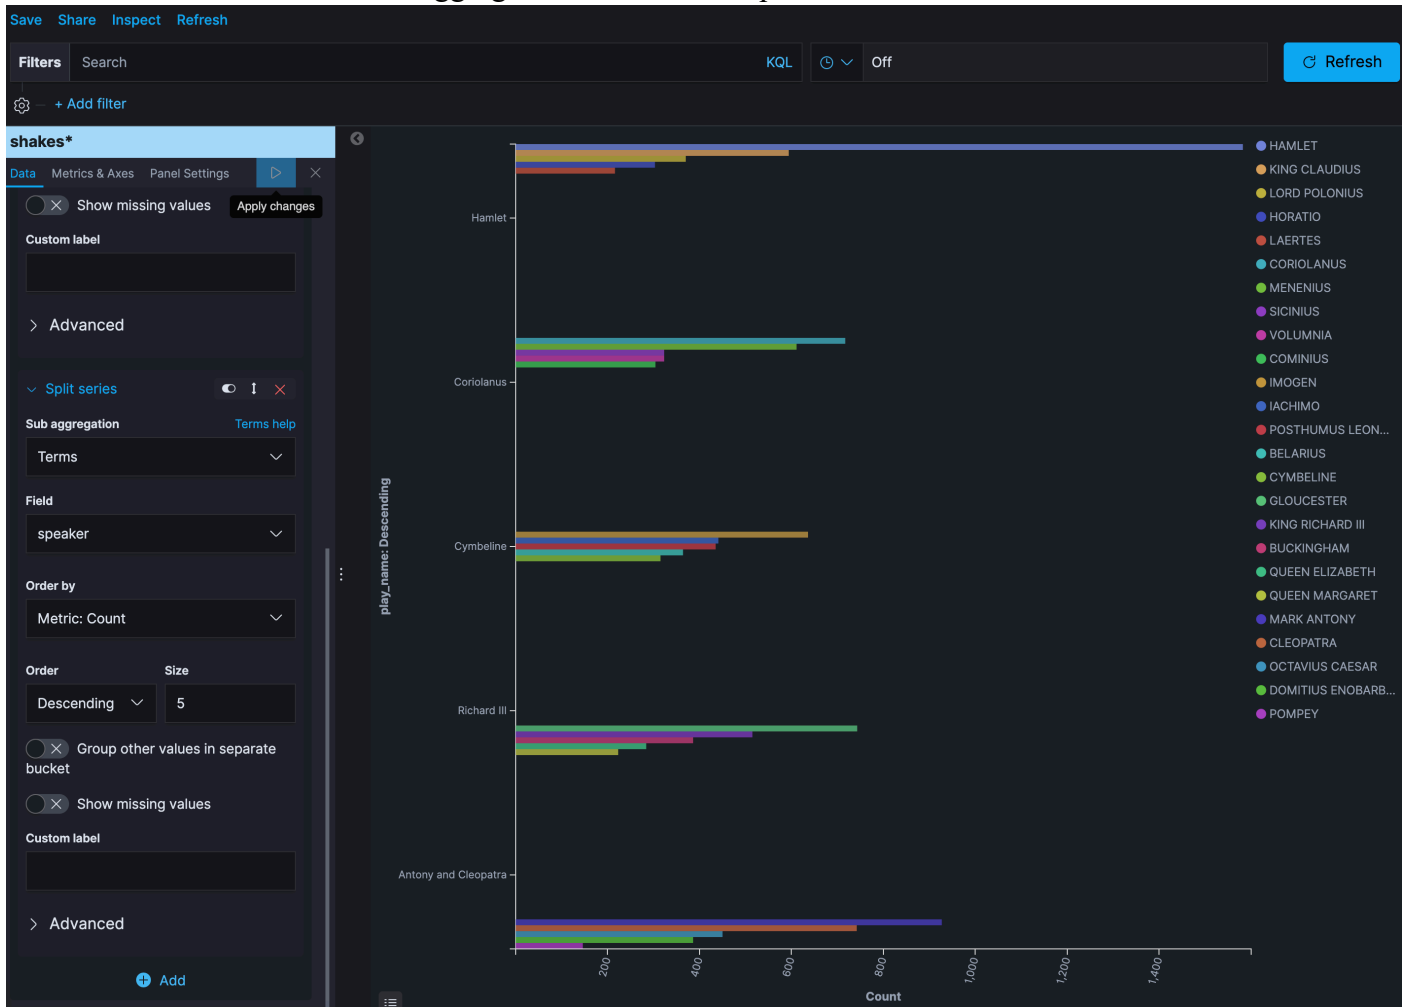 Save Share Inspect Refresh
Filters Search KQL Off Refresh
+ Add filter
shakes*
Data Metrics & Axes Panel Settings
Show missing values
Apply changes
Custom label
Advanced
Split series
Sub aggregation Terms help
Terms
Field
speaker
Order by
Metric: Count
Order Size
Descending 5
Group other values in separate
bucket
Show missing values
Custom label
Advanced
Add
play_name: Descending
Hamlet
Coriolanus
Cymbeline
Richard III
Antony and Cleopatra
200 400 600 800 1,000 1,200 1,400
Count
HAMLET
KING CLAUDIUS
LORD POLONIUS
HORATIO
LAERTES
CORIOLANUS
MENENIUS
SICINIUS
VOLUMNIA
COMINIUS
IMOGEN
IACHIMO
POSTHUMUS LEON...
BELARIUS
CYMBELINE
GLOUCESTER
KING RICHARD III
BUCKINGHAM
QUEEN ELIZABETH
QUEEN MARGARET
MARK ANTONY
CLEOPATRA
OCTAVIUS CAESAR
DOMITIUS ENOBARB...
POMPEY